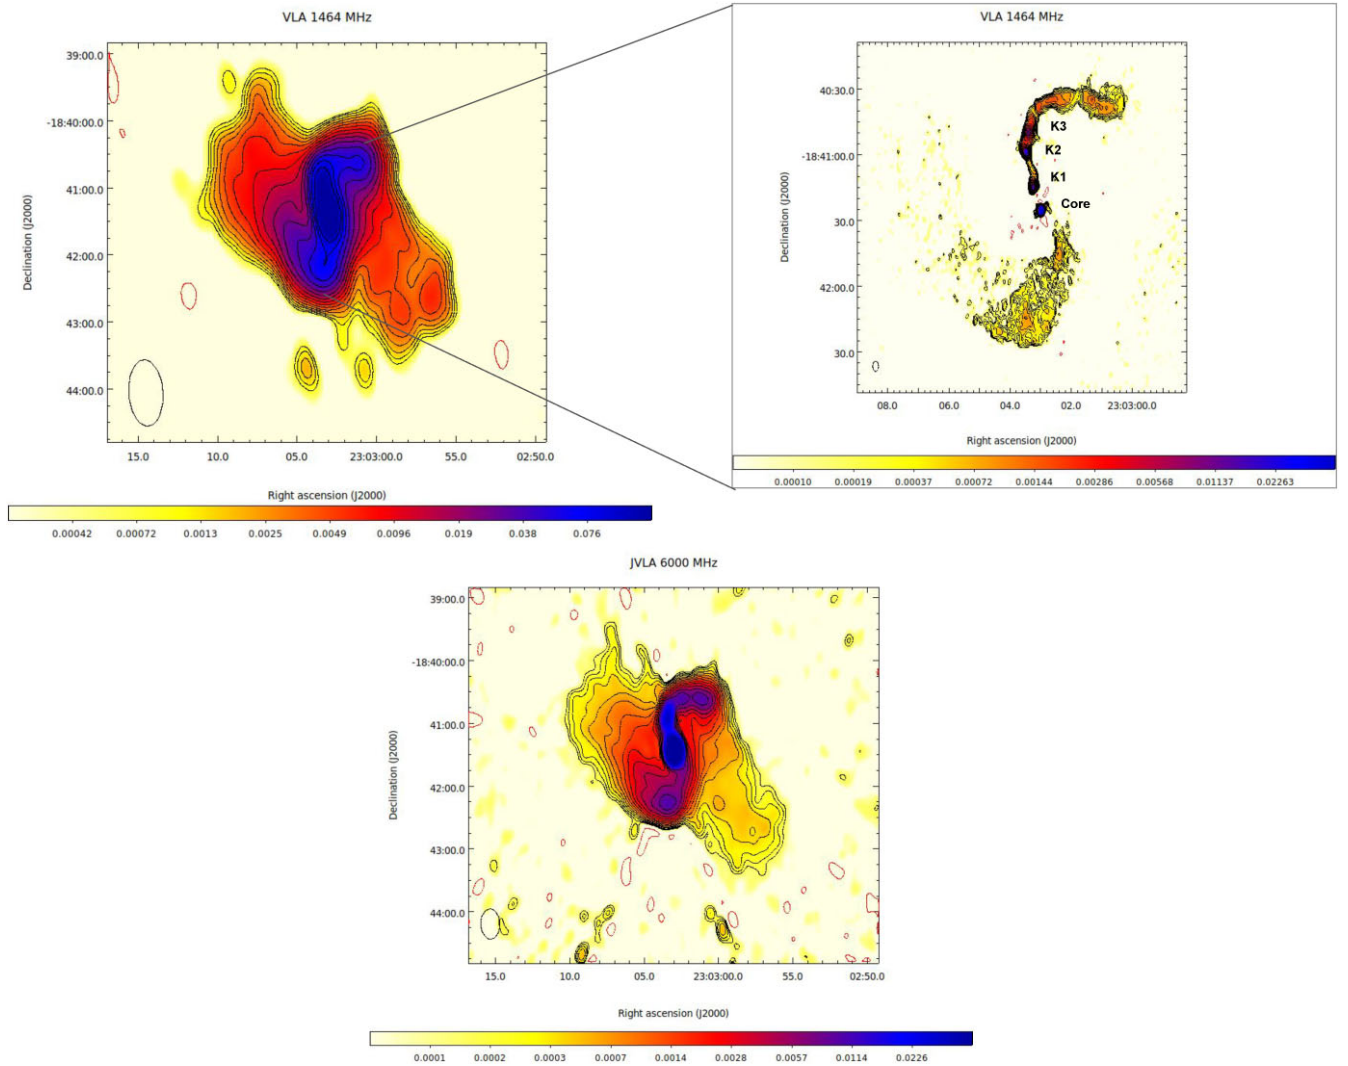 VLA 1464 MHz
39:00.0
-18:40:00.0
41:00.0
42:00.0
43:00.0
44:00.0
Declination (J2000)
15.0 10.0 05.0 23:03:00.0 55.0 02:50.0
Right ascension (J2000)
0.00042 0.00072 0.0013 0.0025 0.0049 0.0096 0.019 0.038 0.076
VLA 1464 MHz
40:30.0
-18:41:00.0
30.0
42:00.0
30.0
Declination (J2000)
K3
K2
K1
Core
08.0 06.0 04.0 02.0 23:03:00.0
Right ascension (J2000)
0.00010 0.00019 0.00037 0.00072 0.00144 0.00286 0.00568 0.01137 0.02263
JVLA 6000 MHz
39:00.0
-18:40:00.0
41:00.0
42:00.0
43:00.0
44:00.0
Declination (J2000)
15.0 10.0 05.0 23:03:00.0 55.0 02:50.0
Right ascension (J2000)
0.0001 0.0002 0.0003 0.0007 0.0014 0.0028 0.0057 0.0114 0.0226